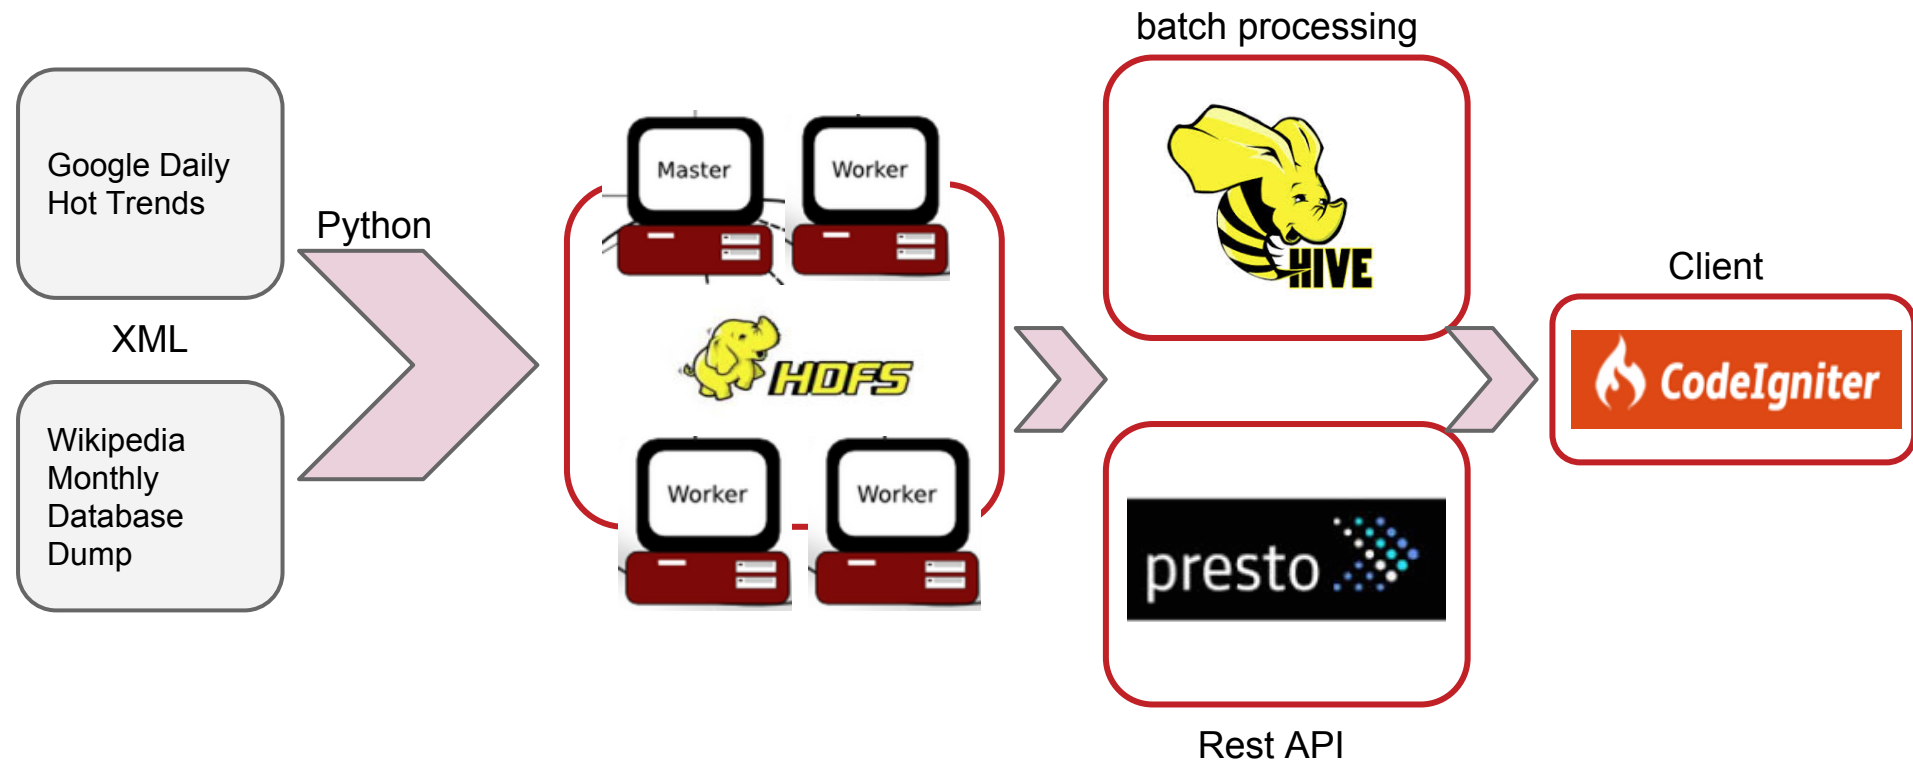 batch processing
Google Daily
Hot Trends
Python
XML
Wikipedia
Monthly
Database
Dump
Master
Worker
HDFS
Worker
Worker
HIVE
presto
Rest API
Client
CodeIgniter